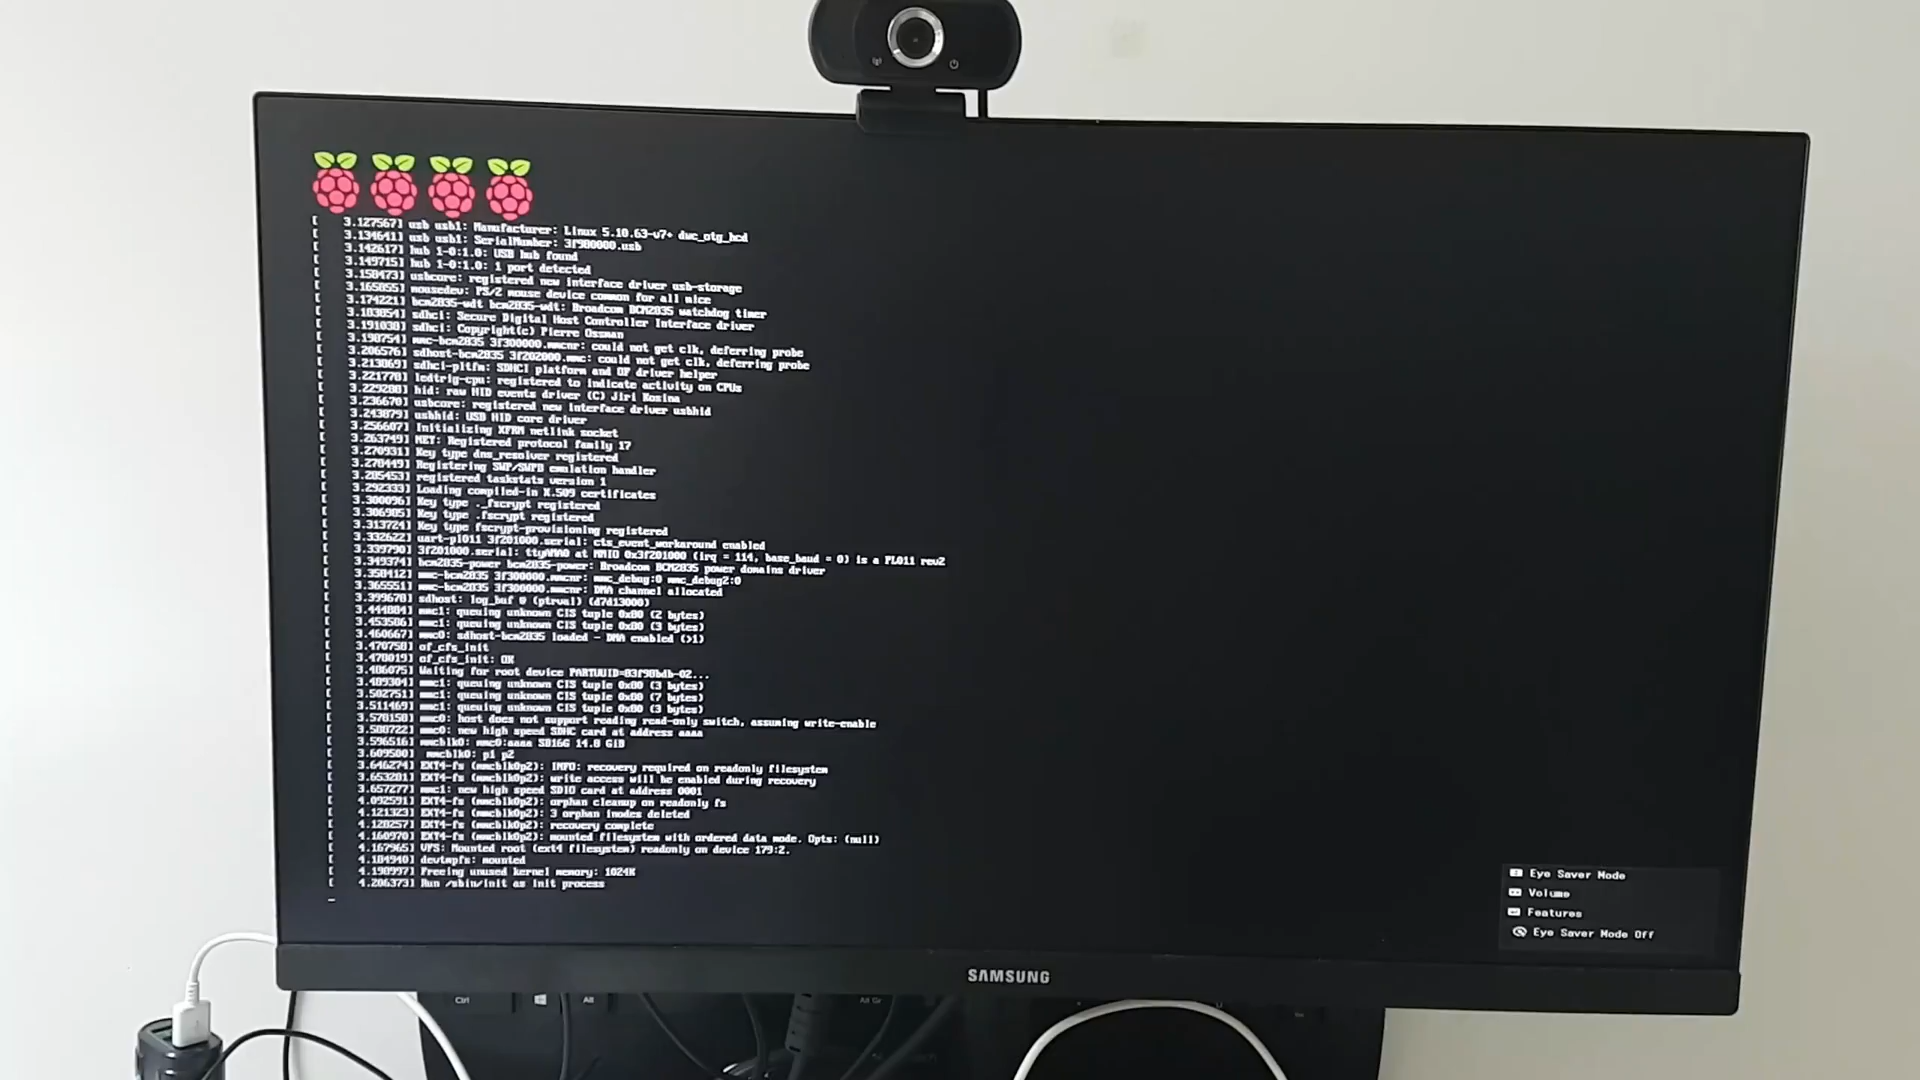 [    3.127567] usb usb1: Manufacturer: Linux 5.10.63-v7+ dwc_otg_hcd
[    3.134641] usb usb1: SerialNumber: 3f980000.usb
[    3.142617] hub 1-0:1.0: USB hub found
[    3.149715] hub 1-0:1.0: 1 port detected
[    3.158473] usbcore: registered new interface driver usb-storage
[    3.165855] mousedev: PS/2 mouse device common for all mice
[    3.174221] bcm2835-wdt bcm2835-wdt: Broadcom BCM2835 watchdog timer
[    3.183854] sdhci: Secure Digital Host Controller Interface driver
[    3.191038] sdhci: Copyright(c) Pierre Ossman
[    3.198754] mmc-bcm2835 3f300000.mmcnr: could not get clk, deferring probe
[    3.206576] sdhost-bcm2835 3f202000.mmc: could not get clk, deferring probe
[    3.213869] sdhci-pltfm: SDHCI platform and OF driver helper
[    3.221778] ledtrig-cpu: registered to indicate activity on CPUs
[    3.229288] hid: raw HID events driver (C) Jiri Kosina
[    3.236670] usbcore: registered new interface driver usbhid
[    3.243879] usbhid: USB HID core driver
[    3.256607] Initializing XFRM netlink socket
[    3.263749] NET: Registered protocol family 17
[    3.270931] Key type dns_resolver registered
[    3.278449] Registering SWP/SWPB emulation handler
[    3.285453] registered taskstats version 1
[    3.292333] Loading compiled-in X.509 certificates
[    3.300096] Key type ._fscrypt registered
[    3.306985] Key type .fscrypt registered
[    3.313724] Key type fscrypt-provisioning registered
[    3.332622] uart-pl011 3f201000.serial: cts_event_workaround enabled
[    3.339790] 3f201000.serial: ttyAMA0 at MMIO 0x3f201000 (irq = 114, base_baud = 0) is a PL011 rev2
[    3.349374] bcm2835-power bcm2835-power: Broadcom BCM2835 power domains driver
[    3.358412] mmc-bcm2835 3f300000.mmcnr: mmc_debug:0 mmc_debug2:0
[    3.365551] mmc-bcm2835 3f300000.mmcnr: DMA channel allocated
[    3.399678] sdhost: log_buf @ (ptrval) (d7d13000)
[    3.444884] mmc1: queuing unknown CIS tuple 0x80 (2 bytes)
[    3.453586] mmc1: queuing unknown CIS tuple 0x80 (3 bytes)
[    3.460667] mmc0: sdhost-bcm2835 loaded - DMA enabled (>1)
[    3.470758] of_cfs_init
[    3.478019] of_cfs_init: OK
[    3.486075] Waiting for root device PARTUUID=83f98bdb-02...
[    3.489304] mmc1: queuing unknown CIS tuple 0x80 (3 bytes)
[    3.502751] mmc1: queuing unknown CIS tuple 0x80 (7 bytes)
[    3.511469] mmc1: queuing unknown CIS tuple 0x80 (3 bytes)
[    3.578158] mmc0: host does not support reading read-only switch, assuming write-enable
[    3.588722] mmc0: new high speed SDHC card at address aaaa
[    3.596516] mmcblk0: mmc0:aaaa SB16G 14.8 GiB
[    3.609500]  mmcblk0: p1 p2
[    3.646274] EXT4-fs (mmcblk0p2): INFO: recovery required on readonly filesystem
[    3.653281] EXT4-fs (mmcblk0p2): write access will be enabled during recovery
[    3.657277] mmc1: new high speed SDIO card at address 0001
[    4.092591] EXT4-fs (mmcblk0p2): orphan cleanup on readonly fs
[    4.121323] EXT4-fs (mmcblk0p2): 3 orphan inodes deleted
[    4.128257] EXT4-fs (mmcblk0p2): recovery complete
[    4.160970] EXT4-fs (mmcblk0p2): mounted filesystem with ordered data mode. Opts: (null)
[    4.167965] VFS: Mounted root (ext4 filesystem) readonly on device 179:2.
[    4.184940] devtmpfs: mounted
[    4.198997] Freeing unused kernel memory: 1024K
[    4.206373] Run /sbin/init as init process
Eye Saver Mode
Volume
Features
Eye Saver Mode Off
SAMSUNG
Ctrl Alt Alt Gr